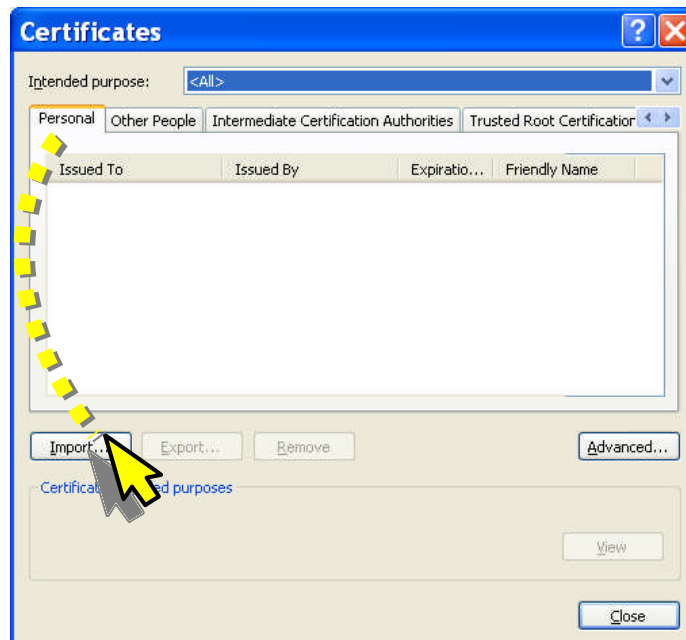 Certificates
Intended purpose: <All>
Personal Other People Intermediate Certification Authorities Trusted Root Certification
Issued To Issued By Expiratio... Friendly Name
Import... Export... Remove Advanced...
purposes
View
Close